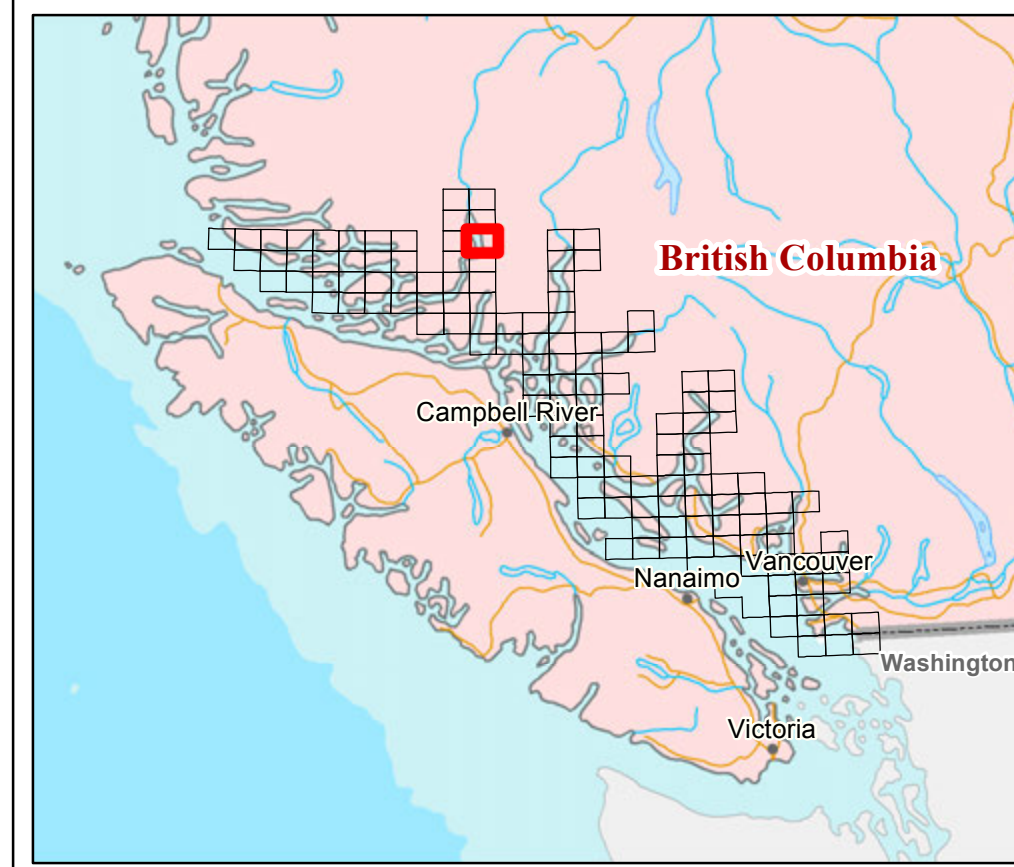 British Columbia
Campbell River
Vancouver
Nanaimo
Washington
Victoria